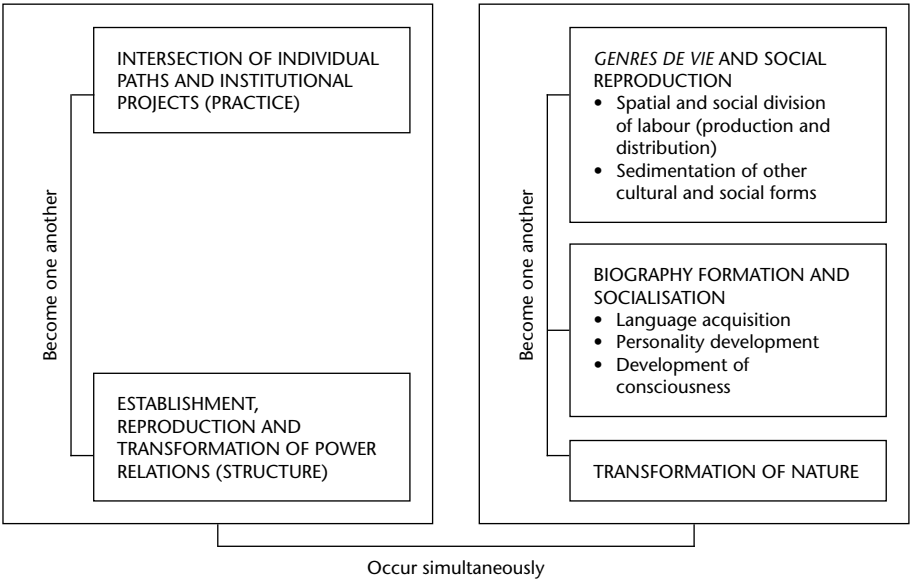 INTERSECTION OF INDIVIDUAL
PATHS AND INSTITUTIONAL
PROJECTS (PRACTICE)
Become one another
ESTABLISHMENT,
REPRODUCTION AND
TRANSFORMATION OF POWER
RELATIONS (STRUCTURE)
GENRES DE VIE AND SOCIAL
REPRODUCTION
• Spatial and social division
of labour (production and
distribution)
• Sedimentation of other
cultural and social forms
Become one another
BIOGRAPHY FORMATION AND
SOCIALISATION
• Language acquisition
• Personality development
• Development of
consciousness
TRANSFORMATION OF NATURE
Occur simultaneously